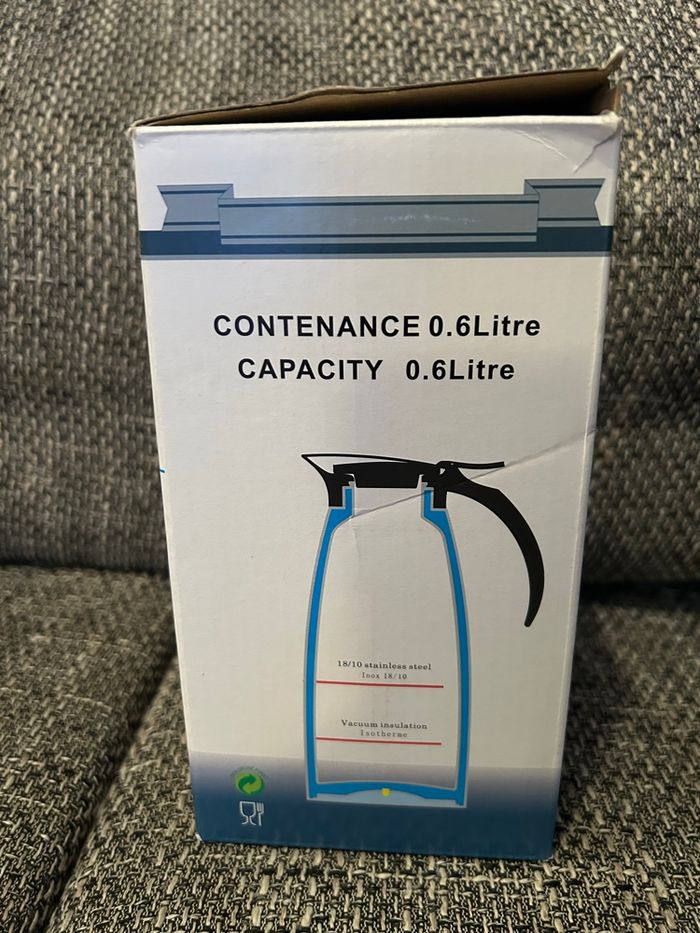 CONTENANCE 0.6Litre
CAPACITY 0.6Litre
18/10 stainless steel
Inox 18/10
Vacuum insulation
Isotherme